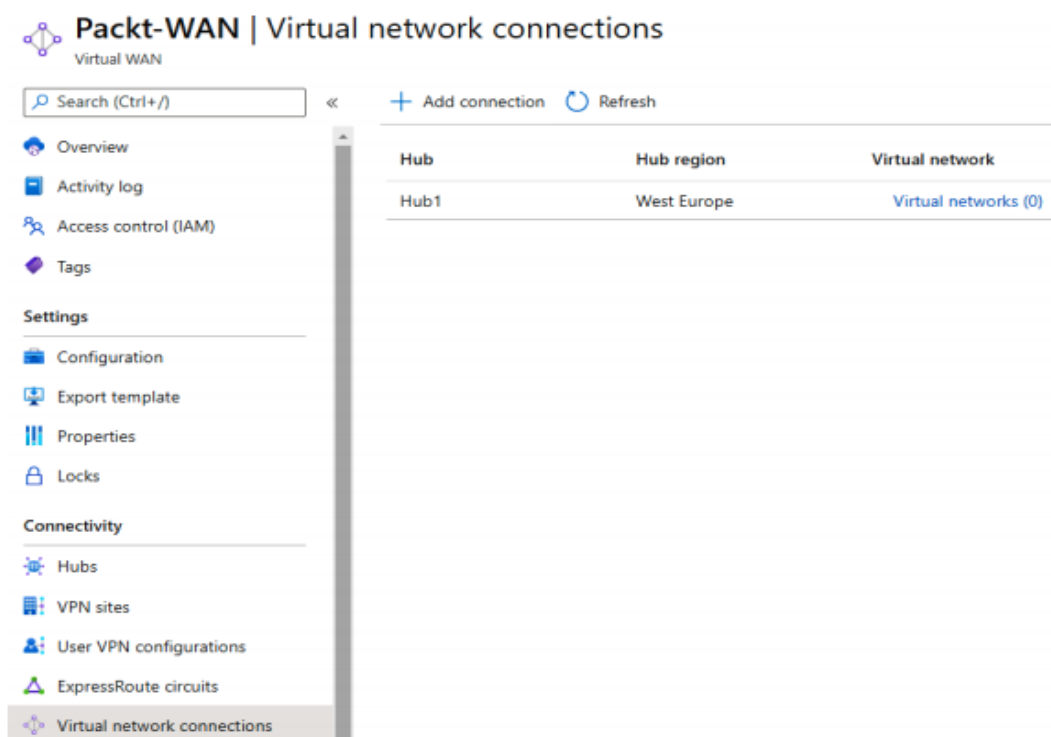 Packt-WAN | Virtual network connections
Virtual WAN
Search (Ctrl+/)
«
Add connection
Refresh
Overview
Activity log
Access control (IAM)
Tags
Settings
Configuration
Export template
Properties
Locks
Connectivity
Hubs
VPN sites
User VPN configurations
ExpressRoute circuits
Virtual network connections
Hub Hub region Virtual network
Hub1 West Europe Virtual networks (0)